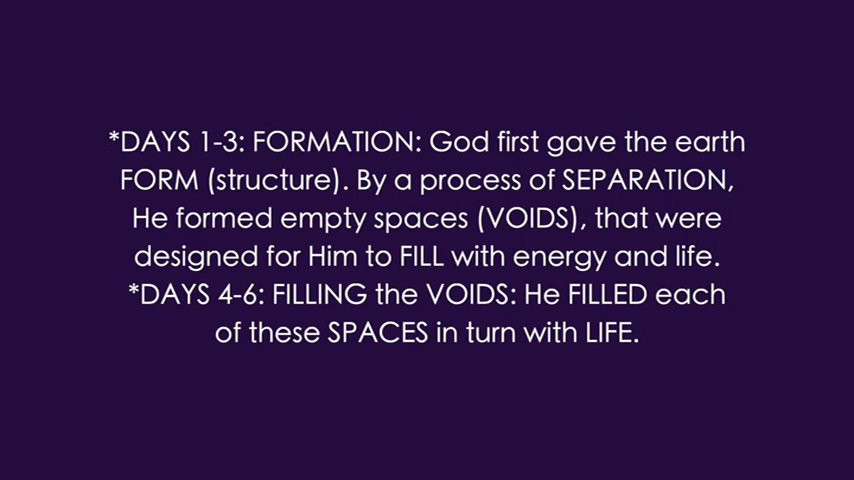 *DAYS 1-3: FORMATION: God first gave the earth
FORM (structure). By a process of SEPARATION,
He formed empty spaces (VOIDS), that were
designed for Him to FILL with energy and life.
*DAYS 4-6: FILLING the VOIDS: He FILLED each
of these SPACES in turn with LIFE.